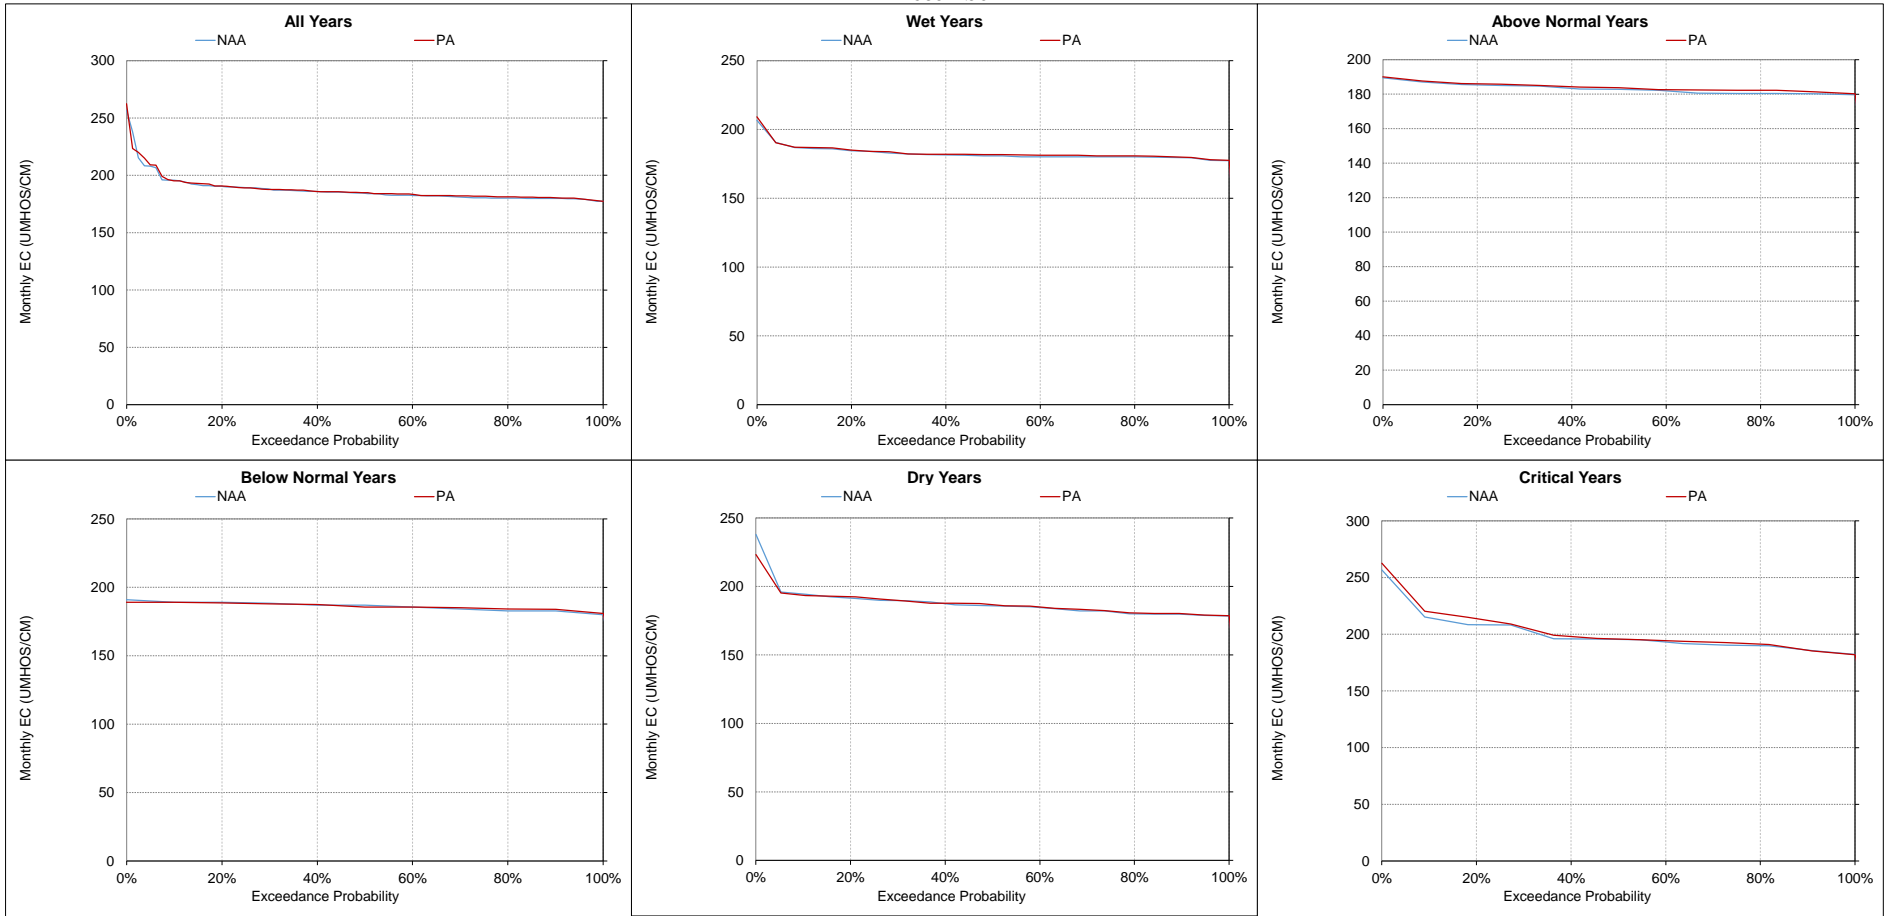 All Years
NAA PA
Monthly EC (UMHOS/CM)
300
250
200
150
100
50
0
0% 20% 40% 60% 80% 100%
Exceedance Probability
Wet Years
NAA PA
Monthly EC (UMHOS/CM)
250
200
150
100
50
0
0% 20% 40% 60% 80% 100%
Exceedance Probability
Above Normal Years
NAA PA
Monthly EC (UMHOS/CM)
200
180
160
140
120
100
80
60
40
20
0
0% 20% 40% 60% 80% 100%
Exceedance Probability
Below Normal Years
NAA PA
Monthly EC (UMHOS/CM)
250
200
150
100
50
0
0% 20% 40% 60% 80% 100%
Exceedance Probability
Dry Years
NAA PA
Monthly EC (UMHOS/CM)
250
200
150
100
50
0
0% 20% 40% 60% 80% 100%
Exceedance Probability
Critical Years
NAA PA
Monthly EC (UMHOS/CM)
300
250
200
150
100
50
0
0% 20% 40% 60% 80% 100%
Exceedance Probability